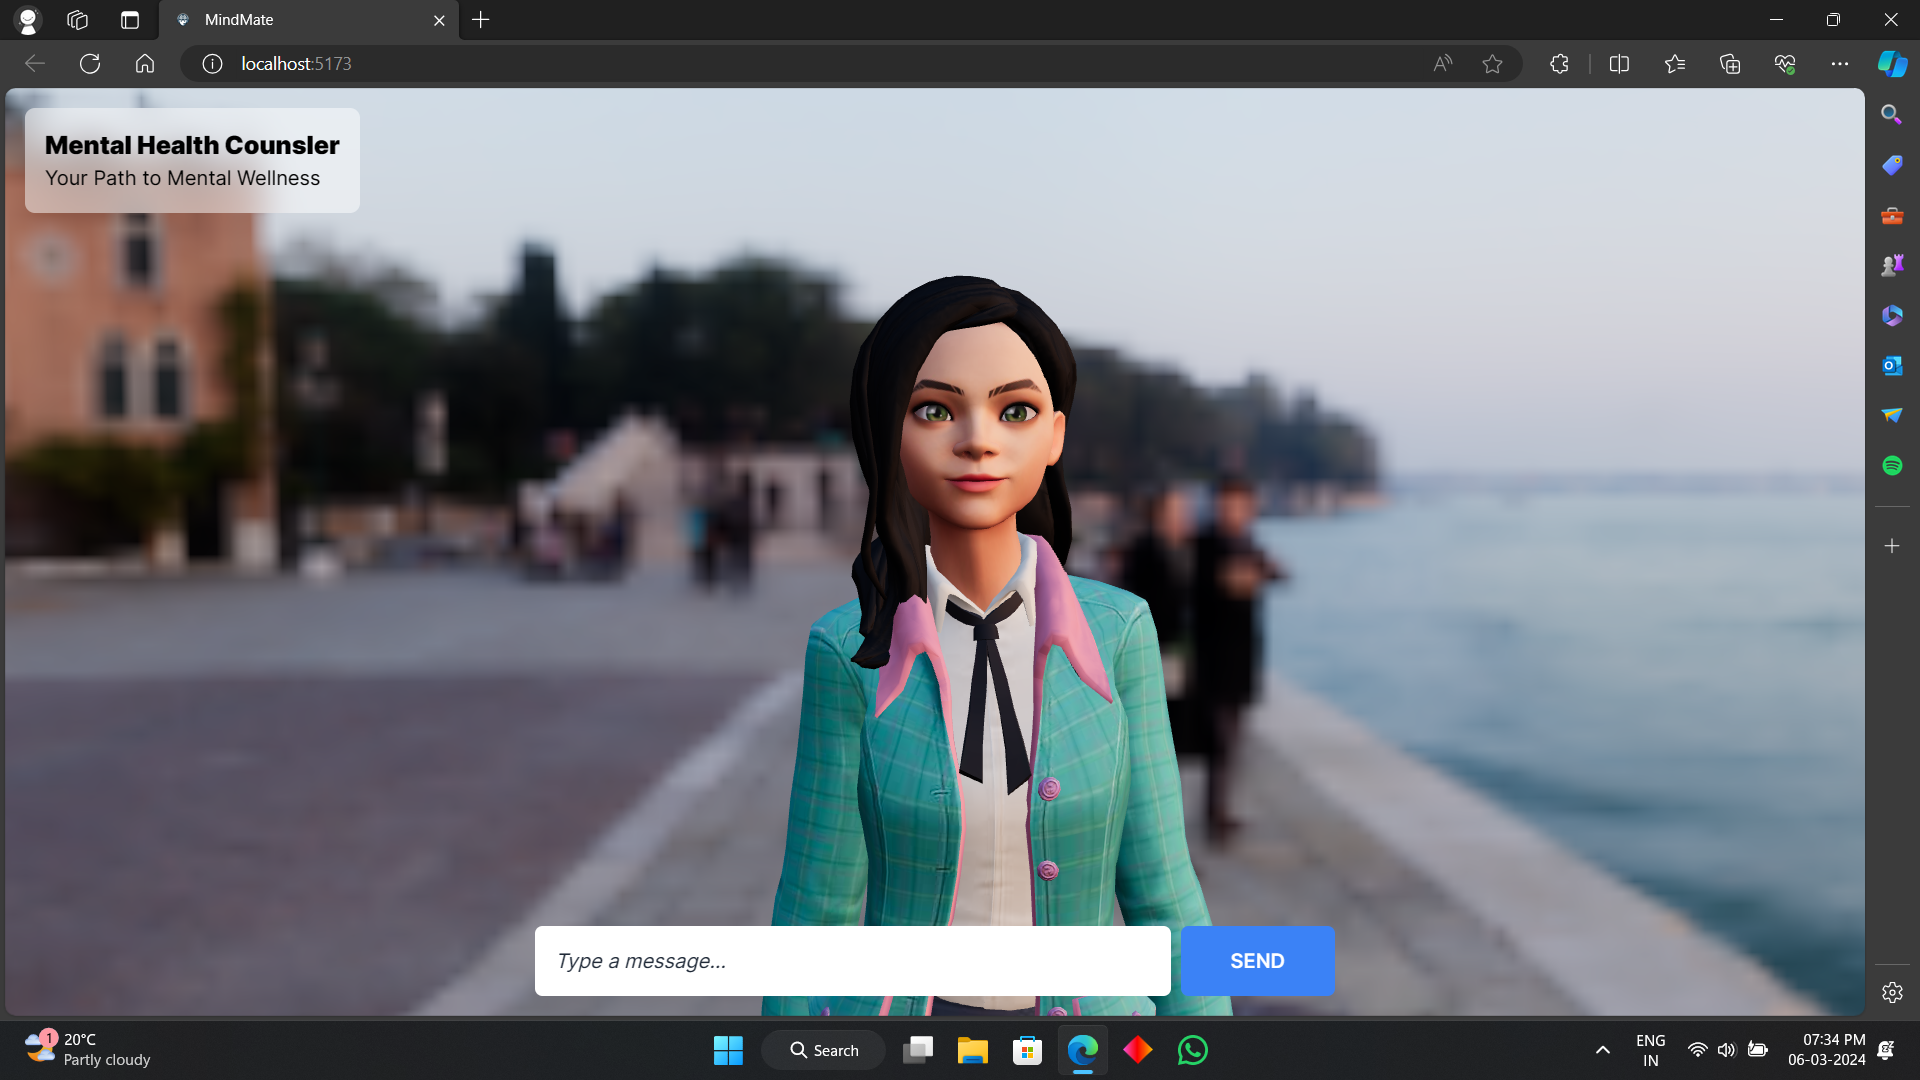 MindMate
localhost:5173
Mental Health Counsler
Your Path to Mental Wellness
Type a message...
SEND
1
20°C
Partly cloudy
Search
ENG
IN
07:34 PM
06-03-2024